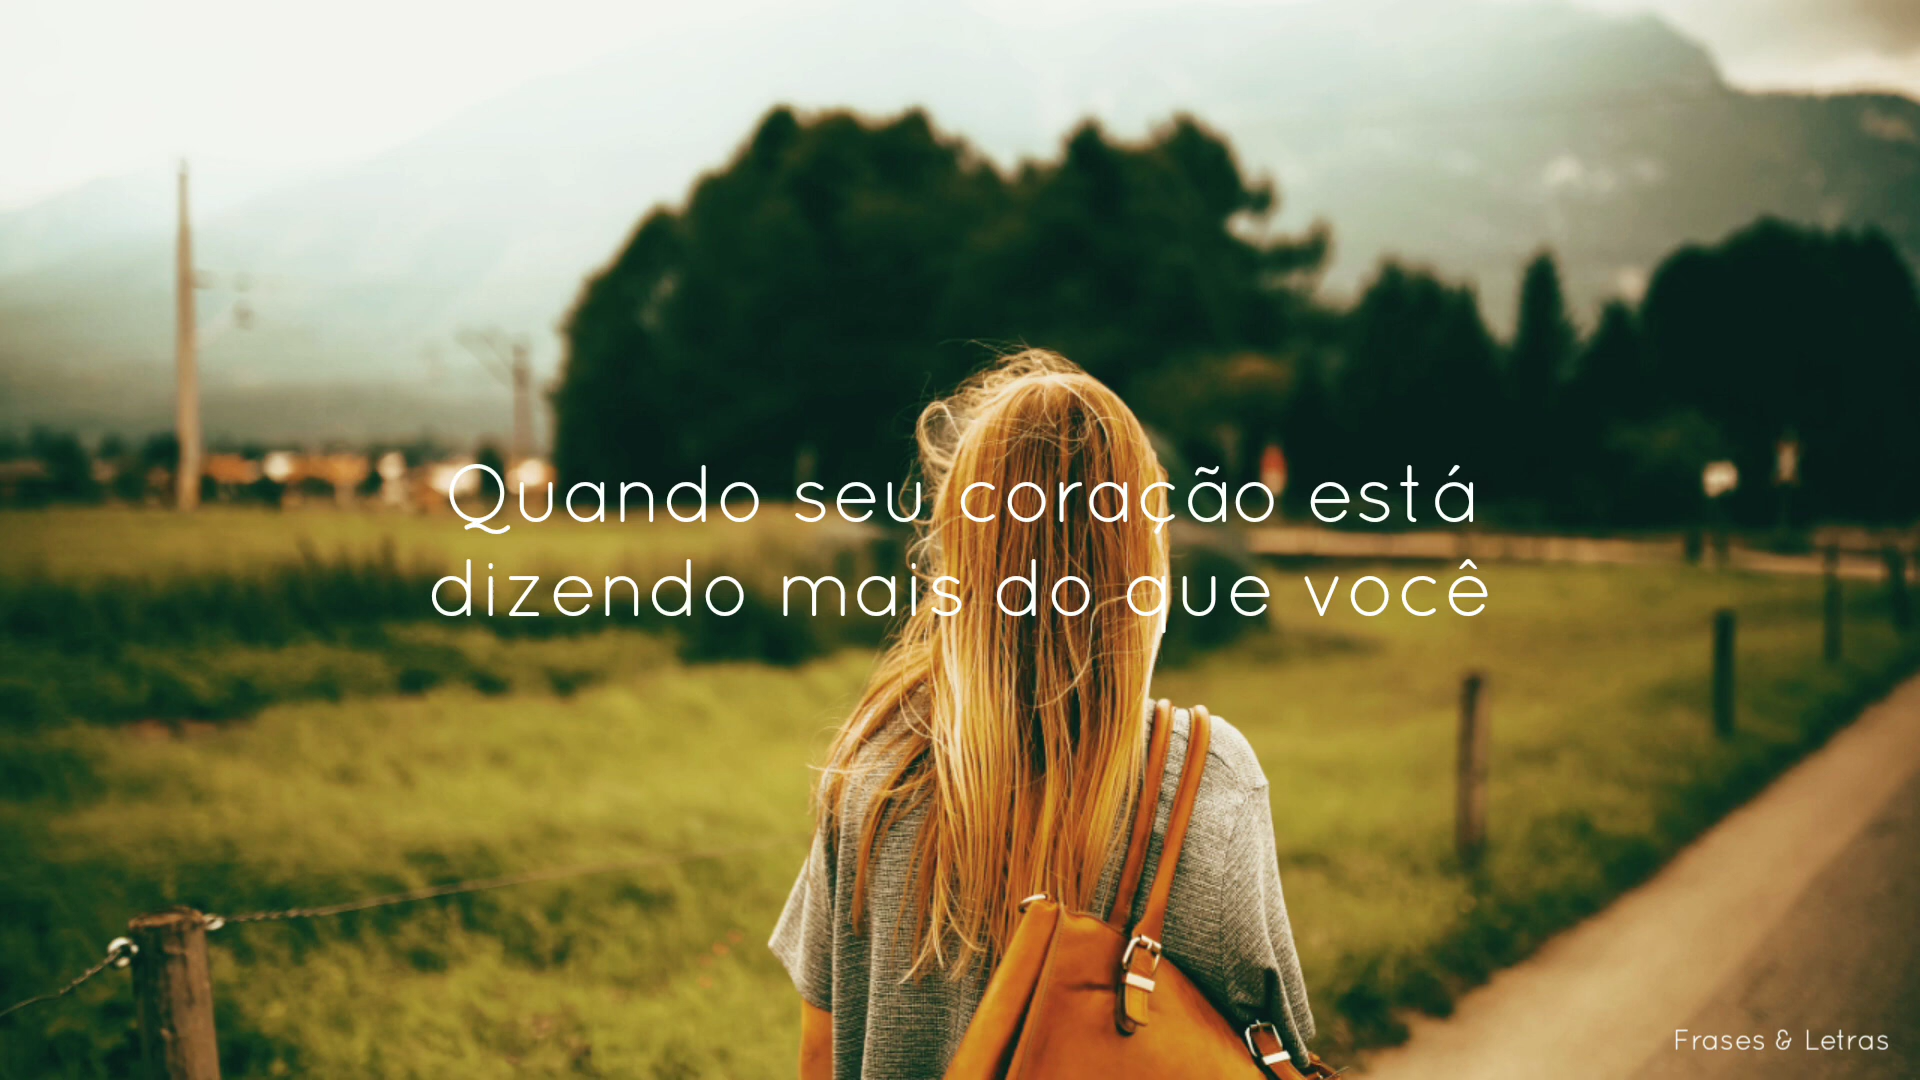 Quando seu coração está
dizendo mais do que você
Frases & Letras